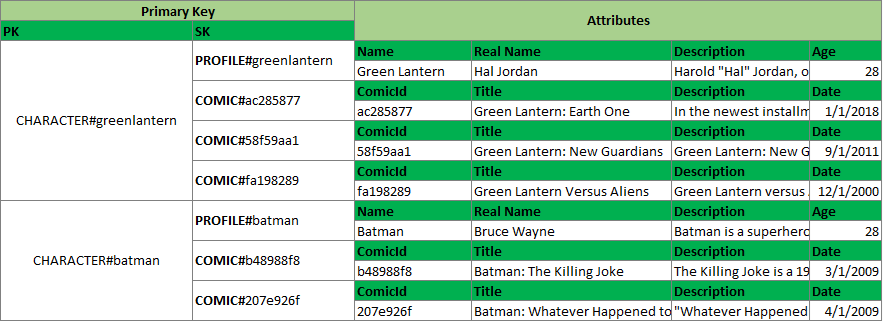 Primary Key Attributes
PK SK
CHARACTER#greenlantern
PROFILE#greenlantern Name Real Name Description Age
Green Lantern Hal Jordan Harold "Hal" Jordan, o 28
COMIC#ac285877 ComicId Title Description Date
ac285877 Green Lantern: Earth One In the newest installm 1/1/2018
COMIC#58f59aa1 ComicId Title Description Date
58f59aa1 Green Lantern: New Guardians Green Lantern: New G 9/1/2011
COMIC#fa198289 ComicId Title Description Date
fa198289 Green Lantern Versus Aliens Green Lantern versus 12/1/2000
CHARACTER#batman
PROFILE#batman Name Real Name Description Age
Batman Bruce Wayne Batman is a superhero 28
COMIC#b48988f8 ComicId Title Description Date
b48988f8 Batman: The Killing Joke The Killing Joke is a 19 3/1/2009
COMIC#207e926f ComicId Title Description Date
207e926f Batman: Whatever Happened to "Whatever Happened 4/1/2009